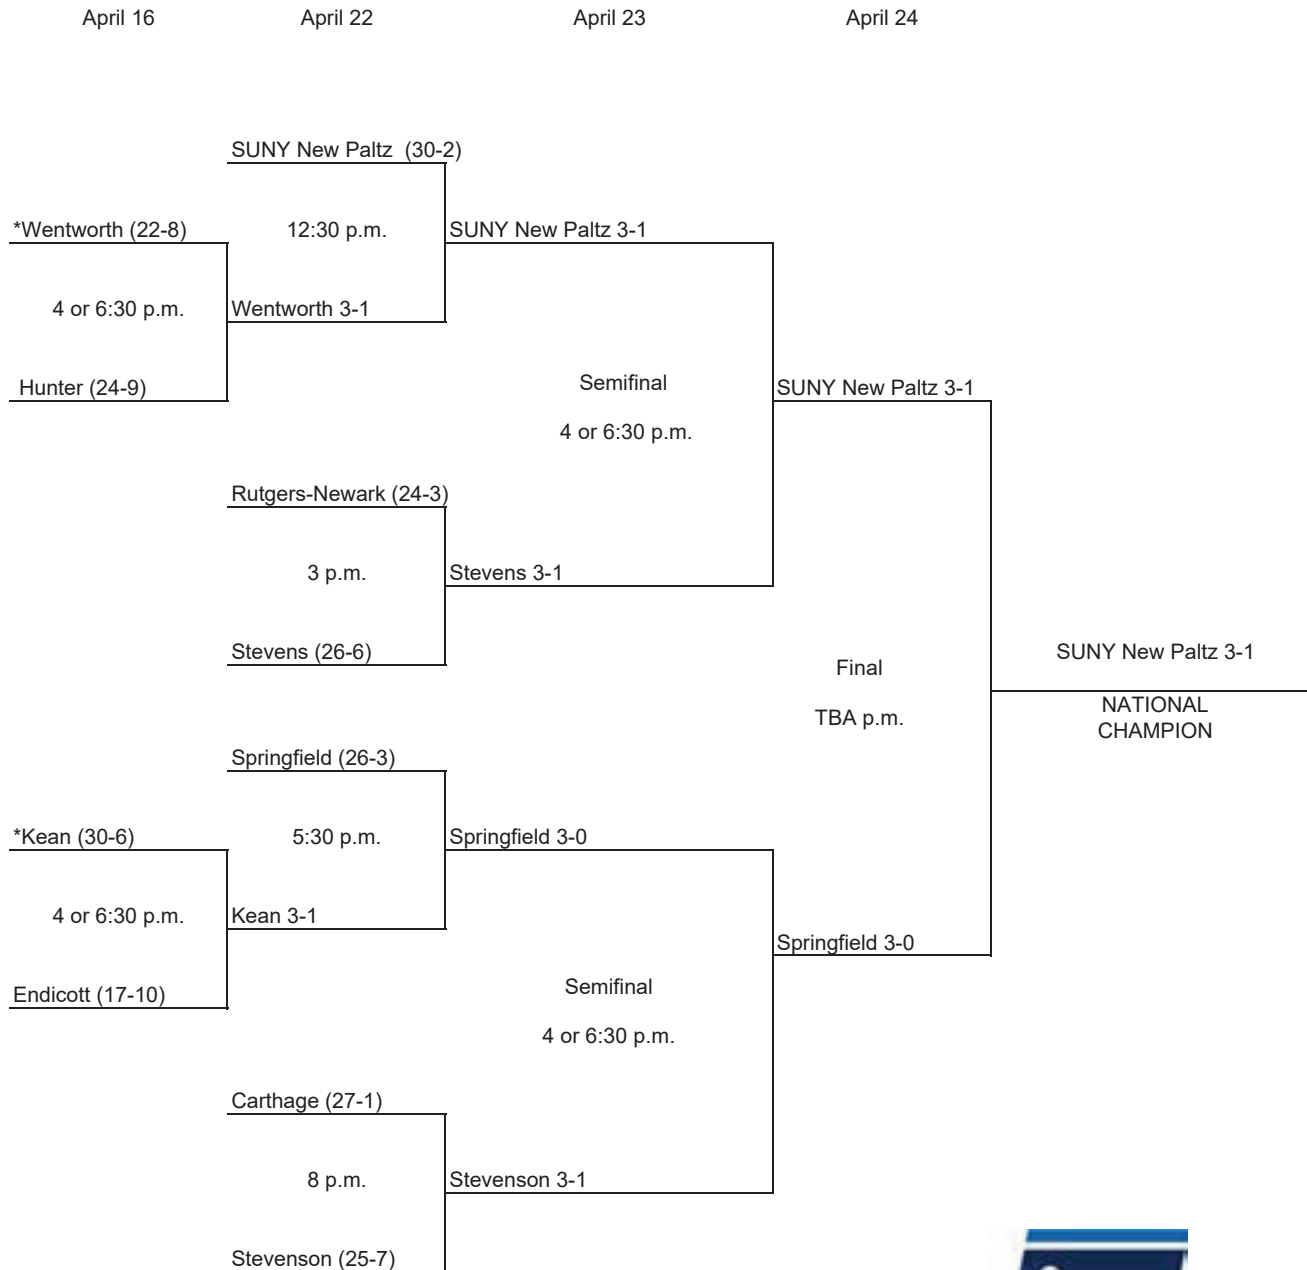 April 16
April 22
April 23
April 24
SUNY New Paltz (30-2)
*Wentworth (22-8)
12:30 p.m.
SUNY New Paltz 3-1
4 or 6:30 p.m.
Wentworth 3-1
Hunter (24-9)
Semifinal
4 or 6:30 p.m.
SUNY New Paltz 3-1
Rutgers-Newark (24-3)
3 p.m.
Stevens 3-1
Stevens (26-6)
Final
TBA p.m.
SUNY New Paltz 3-1
NATIONAL
CHAMPION
Springfield (26-3)
*Kean (30-6)
5:30 p.m.
Springfield 3-0
4 or 6:30 p.m.
Kean 3-1
Springfield 3-0
Endicott (17-10)
Semifinal
4 or 6:30 p.m.
Carthage (27-1)
8 p.m.
Stevenson 3-1
Stevenson (25-7)